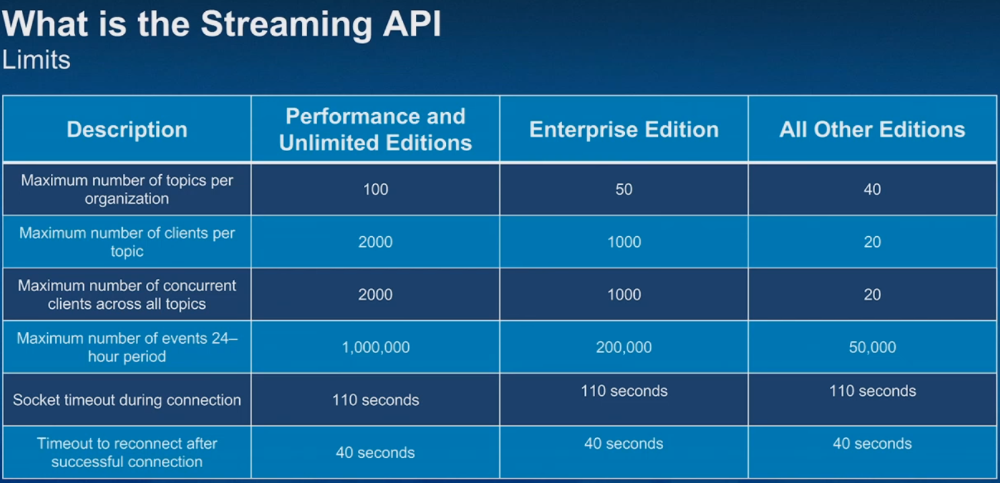 What is the Streaming API
Limits
Description
Performance and
Unlimited Editions
Enterprise Edition
All Other Editions
Maximum number of topics per
organization
100
50
40
Maximum number of clients per
topic
2000
1000
20
Maximum number of concurrent
clients across all topics
2000
1000
20
Maximum number of events 24–
hour period
1,000,000
200,000
50,000
Socket timeout during connection
110 seconds
110 seconds
110 seconds
Timeout to reconnect after
successful connection
40 seconds
40 seconds
40 seconds